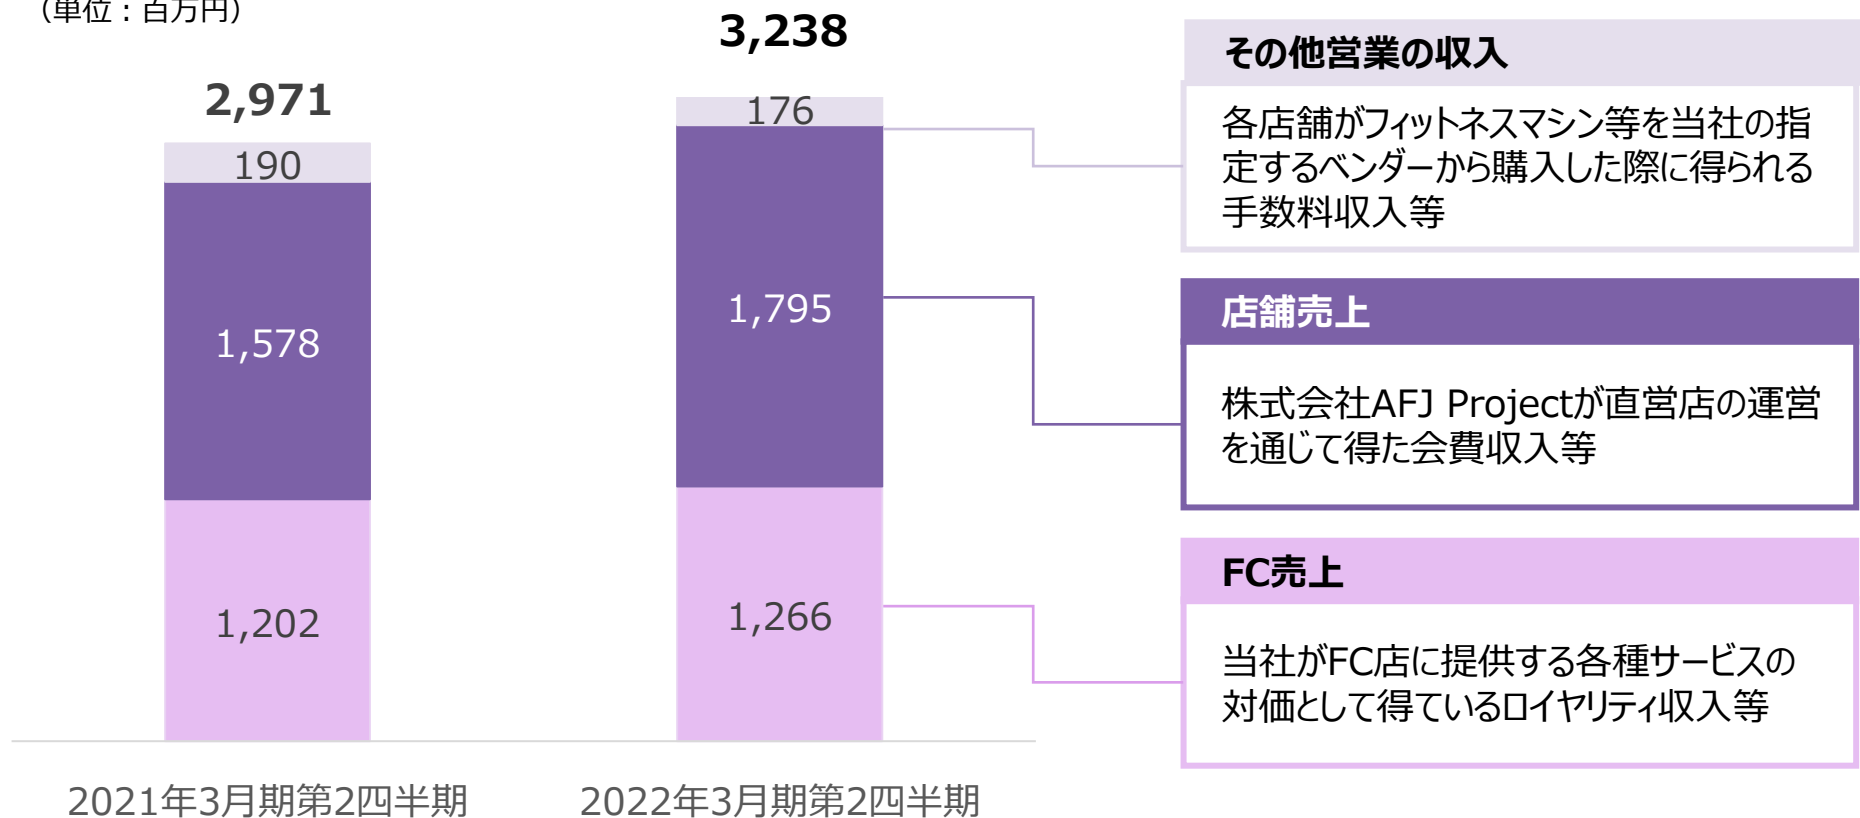 （単位：百万円）
2,971
190
1,578
1,202
2021年3月期第2四半期
3,238
176
1,795
1,266
2022年3月期第2四半期
その他営業の収入
各店舗がフィットネスマシン等を当社の指
定するベンダーから購入した際に得られる
手数料収入等
店舗売上
株式会社AFJ Projectが直営店の運営
を通じて得た会費収入等
FC売上
当社がFC店に提供する各種サービスの
対価として得ているロイヤリティ収入等